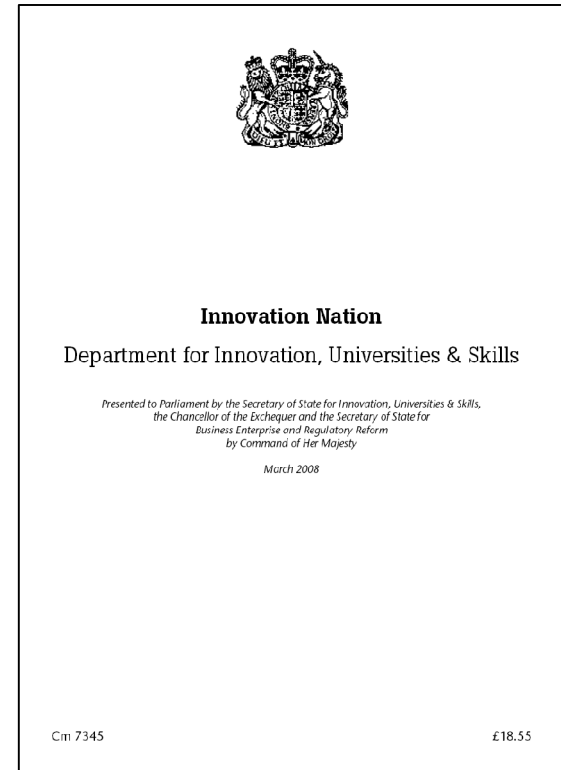 Innovation Nation
Department for Innovation, Universities & Skills
Presented to Parliament by the Secretary of State for Innovation, Universities & Skills,
the Chancellor of the Exchequer and the Secretary of State for
Business Enterprise and Regulatory Reform
by Command of Her Majesty
March 2008
Cm 7345
£18.55